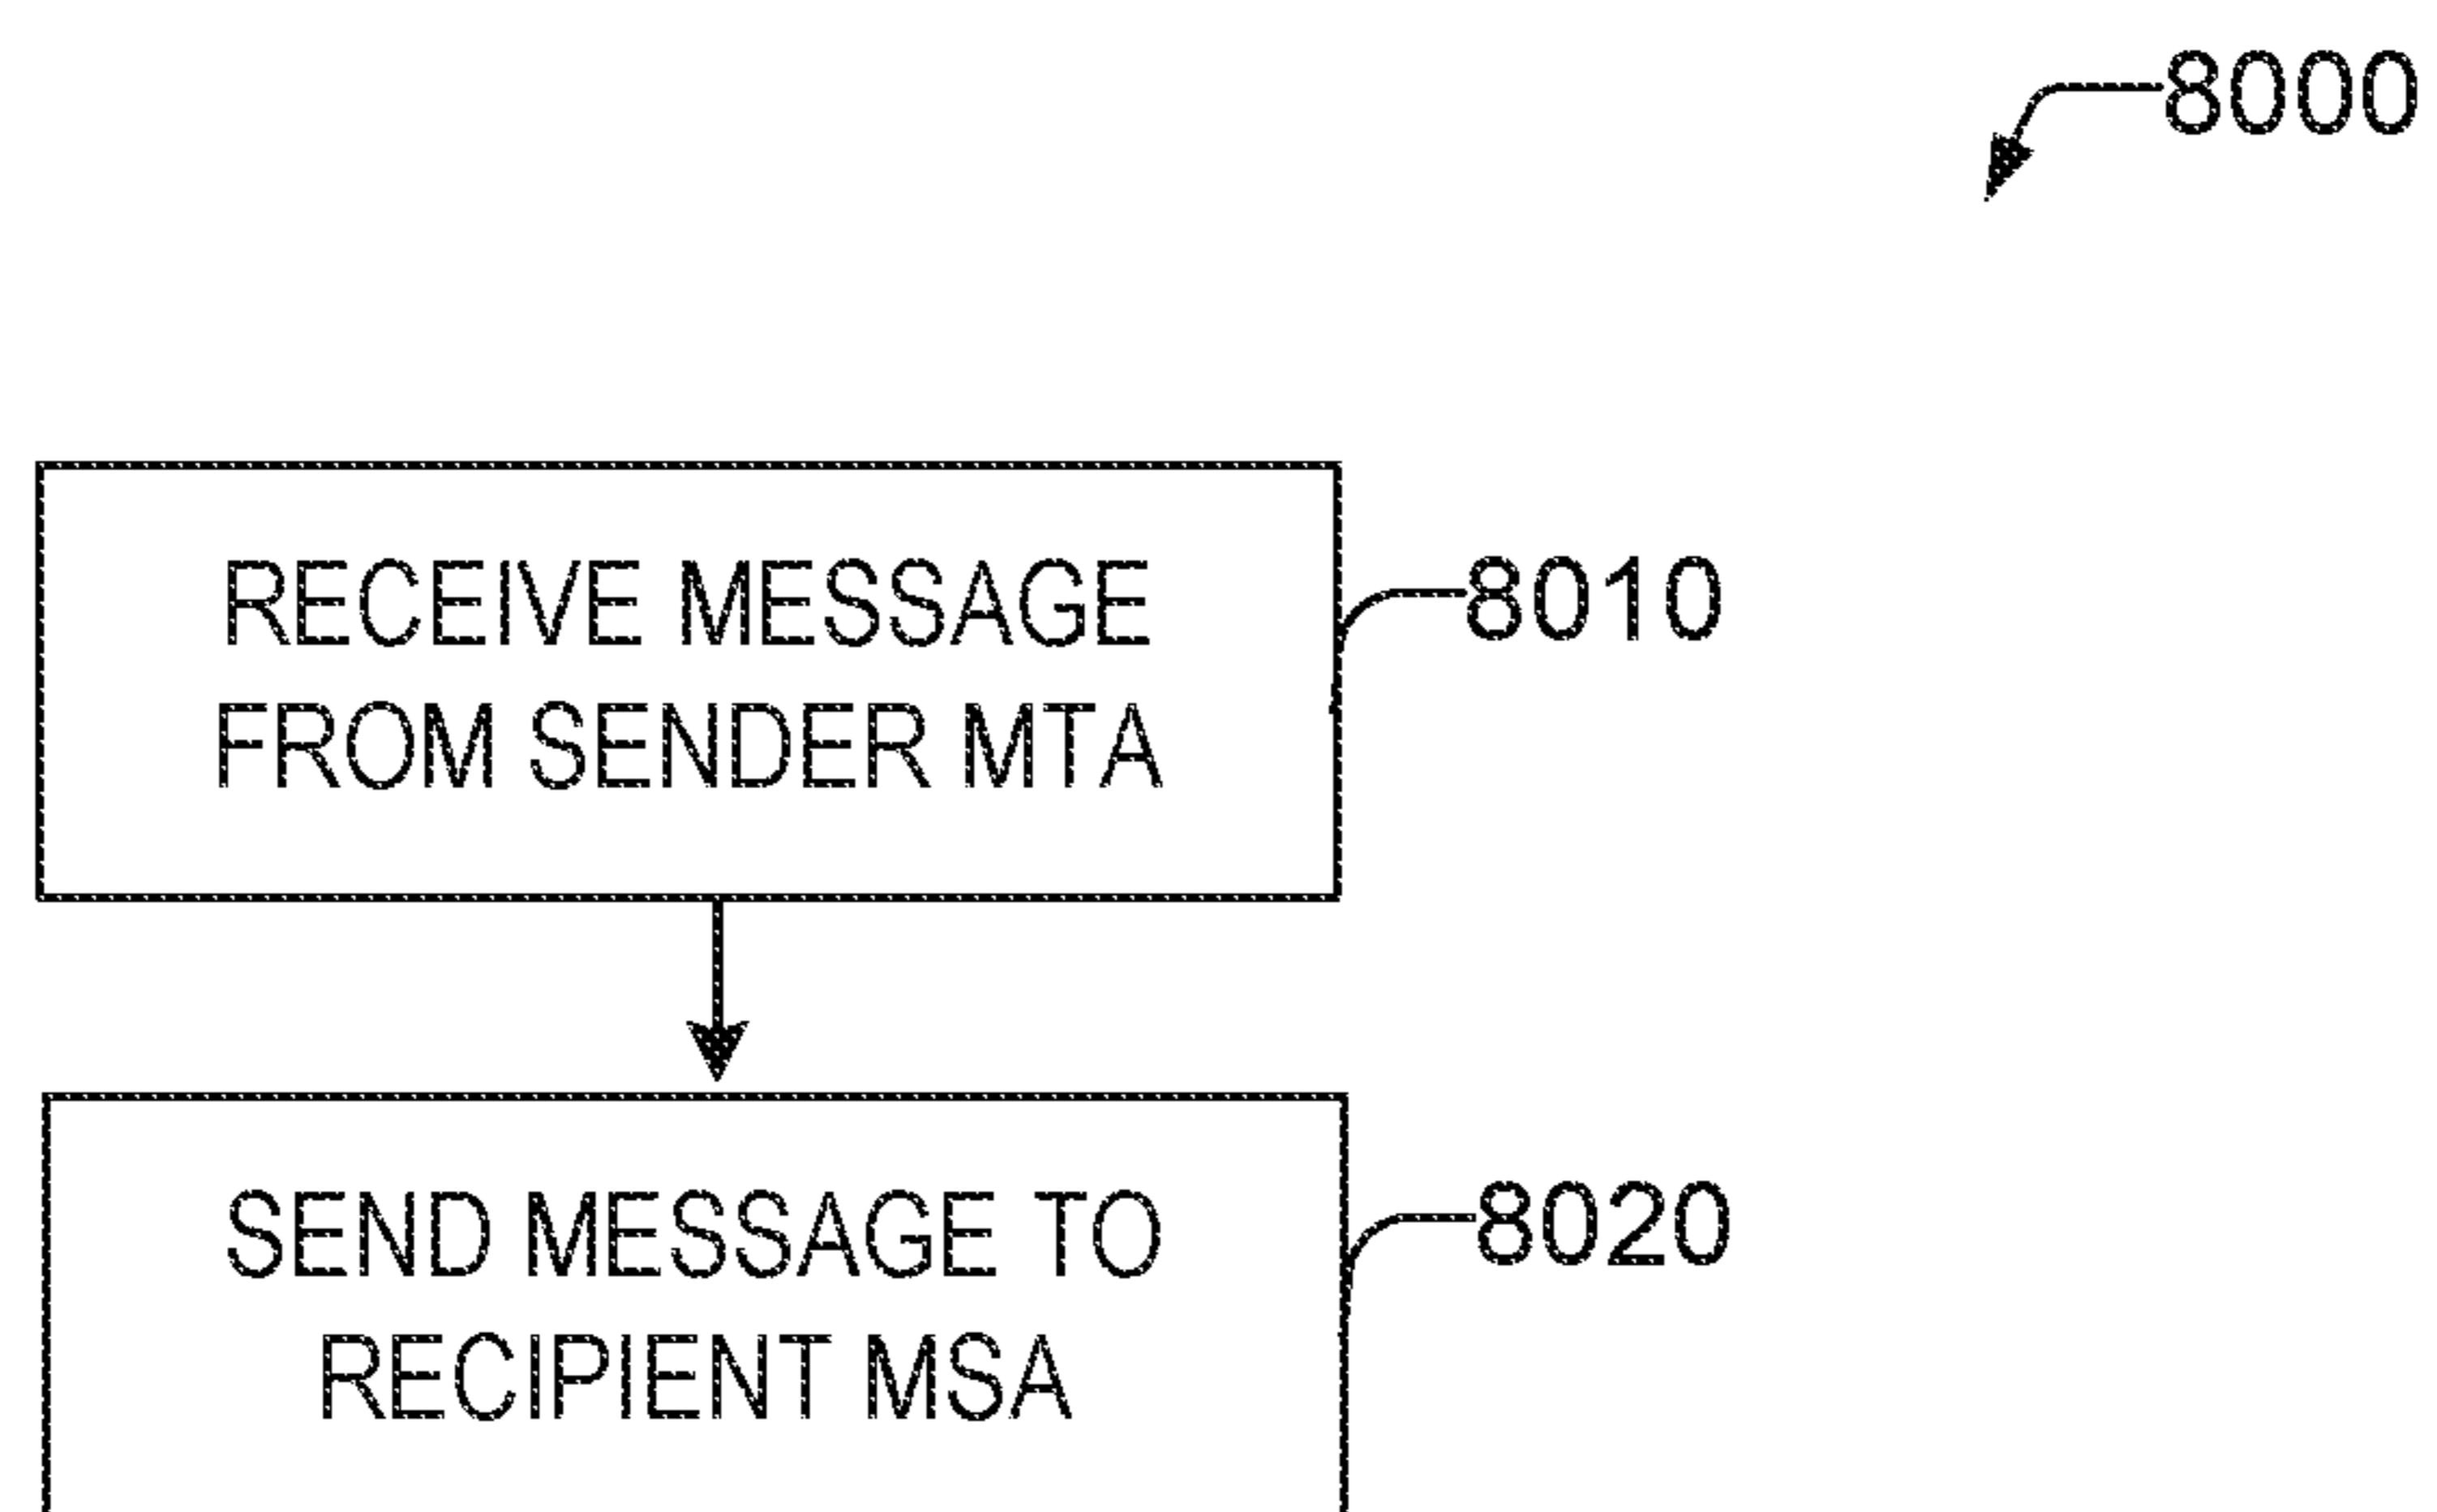 8000
RECEIVE MESSAGE
FROM SENDER MTA
8010
SEND MESSAGE TO
RECIPIENT MSA
8020